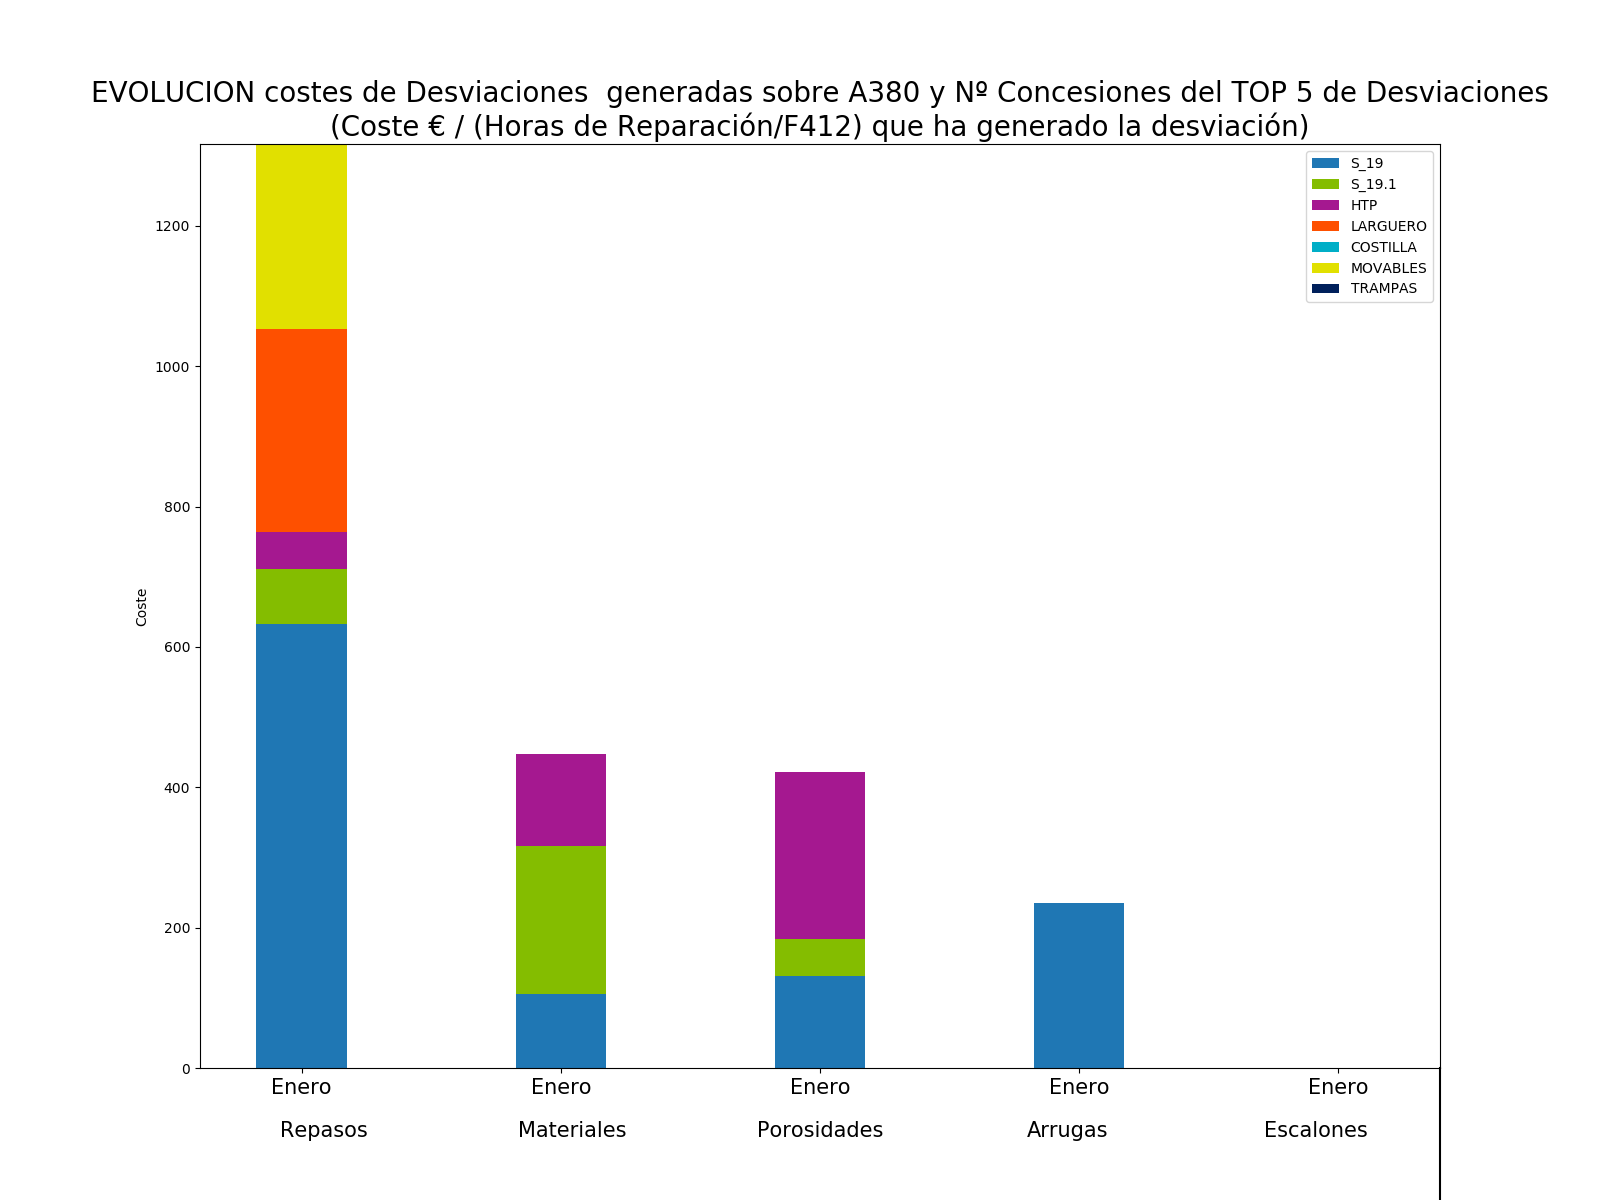 EVOLUCION costes de Desviaciones  generadas sobre A380 y Nº Concesiones del TOP 5 de Desviaciones
(Coste € / (Horas de Reparación/F412) que ha generado la desviación)
S_19
S_19.1
HTP
LARGUERO
COSTILLA
MOVABLES
TRAMPAS
1200
1000
800
600
400
200
0
Coste
Enero Enero Enero Enero Enero
Repasos Materiales Porosidades Arrugas Escalones